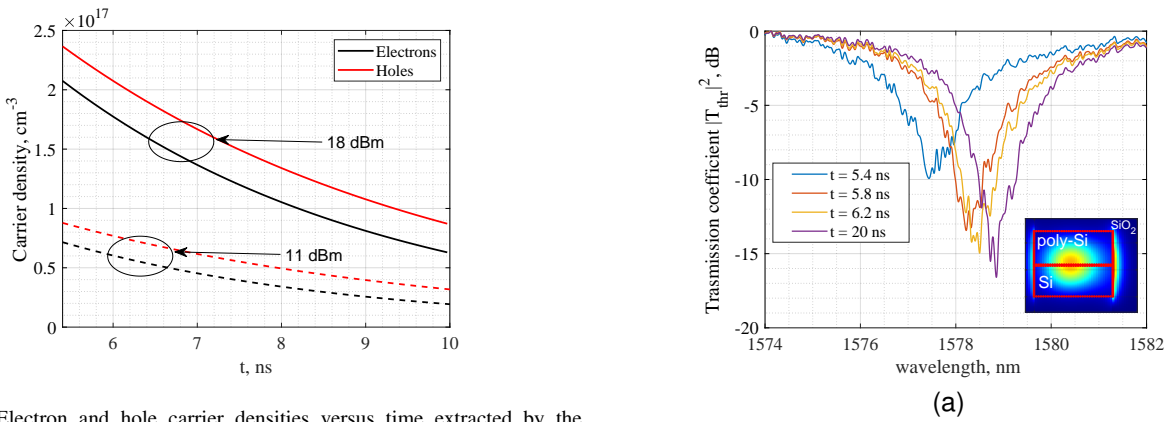 ×10^17
2.5
2
1.5
1
0.5
0
Carrier density, cm^-3
Electrons
Holes
18 dBm
11 dBm
6 7 8 9 10
t, ns
Electron and hole carrier densities versus time extracted by the
0
-5
-10
-15
-20
Trasmission coefficient |T_thr|^2, dB
t = 5.4 ns
t = 5.8 ns
t = 6.2 ns
t = 20 ns
SiO_2
poly-Si
Si
1574 1576 1578 1580 1582
wavelength, nm
(a)